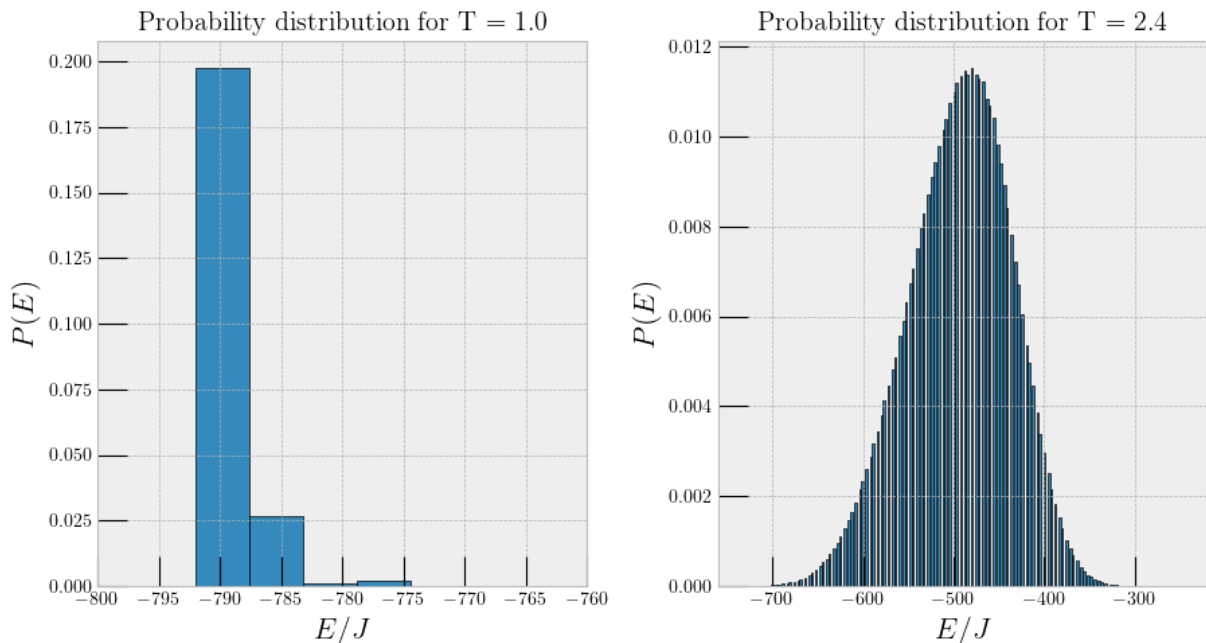 Probability distribution for T = 1.0
P(E)
0.200
0.175
0.150
0.125
0.100
0.075
0.050
0.025
0.000
−800 −795 −790 −785 −780 −775 −770 −765 −760
E/J
Probability distribution for T = 2.4
P(E)
0.012
0.010
0.008
0.006
0.004
0.002
0.000
−700 −600 −500 −400 −300
E/J